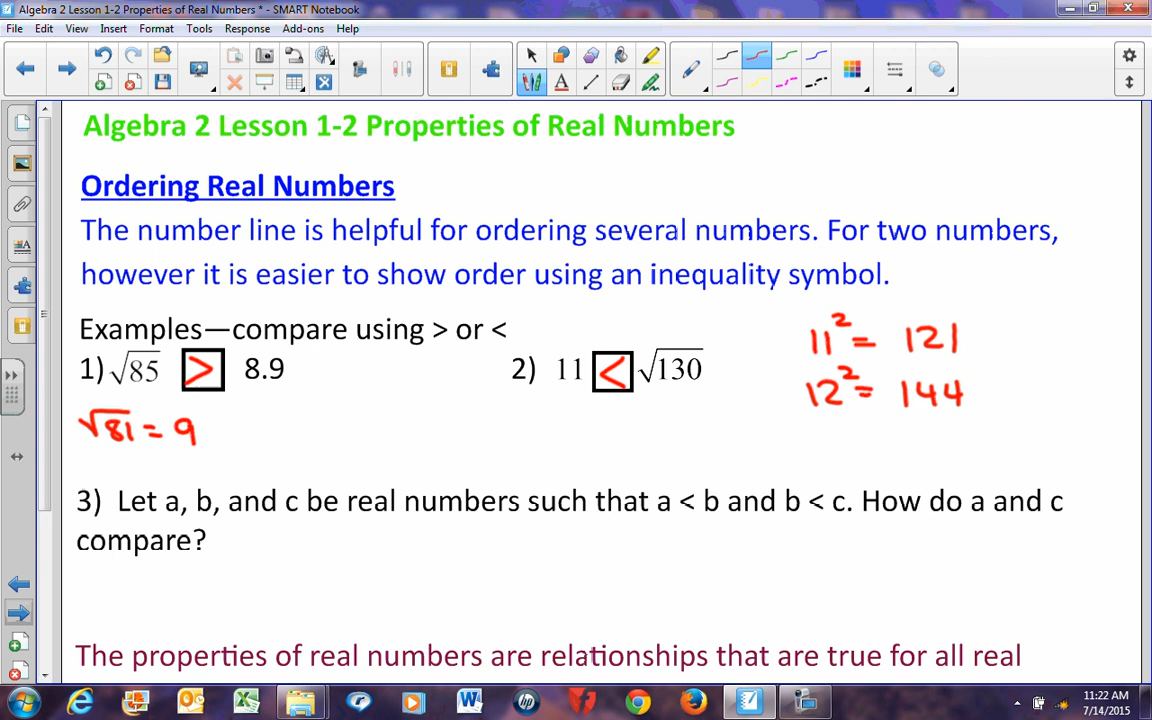 Algebra 2 Lesson 1-2 Properties of Real Numbers * - SMART Notebook
File Edit View Insert Format Tools Response Add-ons Help
Algebra 2 Lesson 1-2 Properties of Real Numbers
Ordering Real Numbers
The number line is helpful for ordering several numbers. For two numbers,
however it is easier to show order using an inequality symbol.
Examples—compare using > or <
11² = 121
1) √85 > 8.9 2) 11 < √130
12² = 144
√81 = 9
3) Let a, b, and c be real numbers such that a < b and b < c. How do a and c
compare?
The properties of real numbers are relationships that are true for all real
11:22 AM
7/14/2015